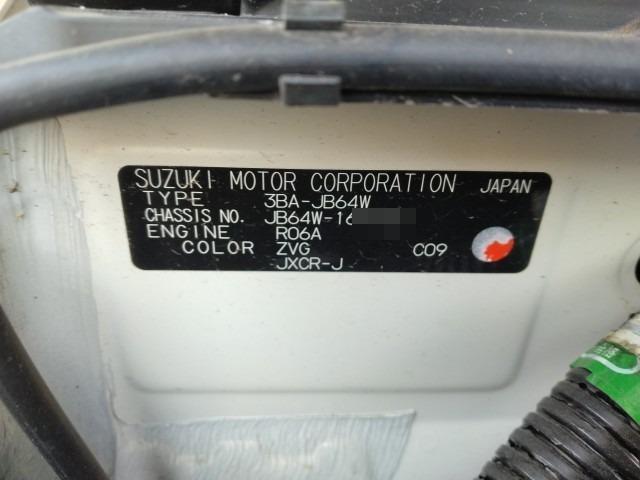 SUZUKI MOTOR CORPORATION JAPAN
TYPE 3BA-JB64W
CHASSIS NO. JB64W-16
ENGINE R06A
COLOR ZVG C09
JXCR-J